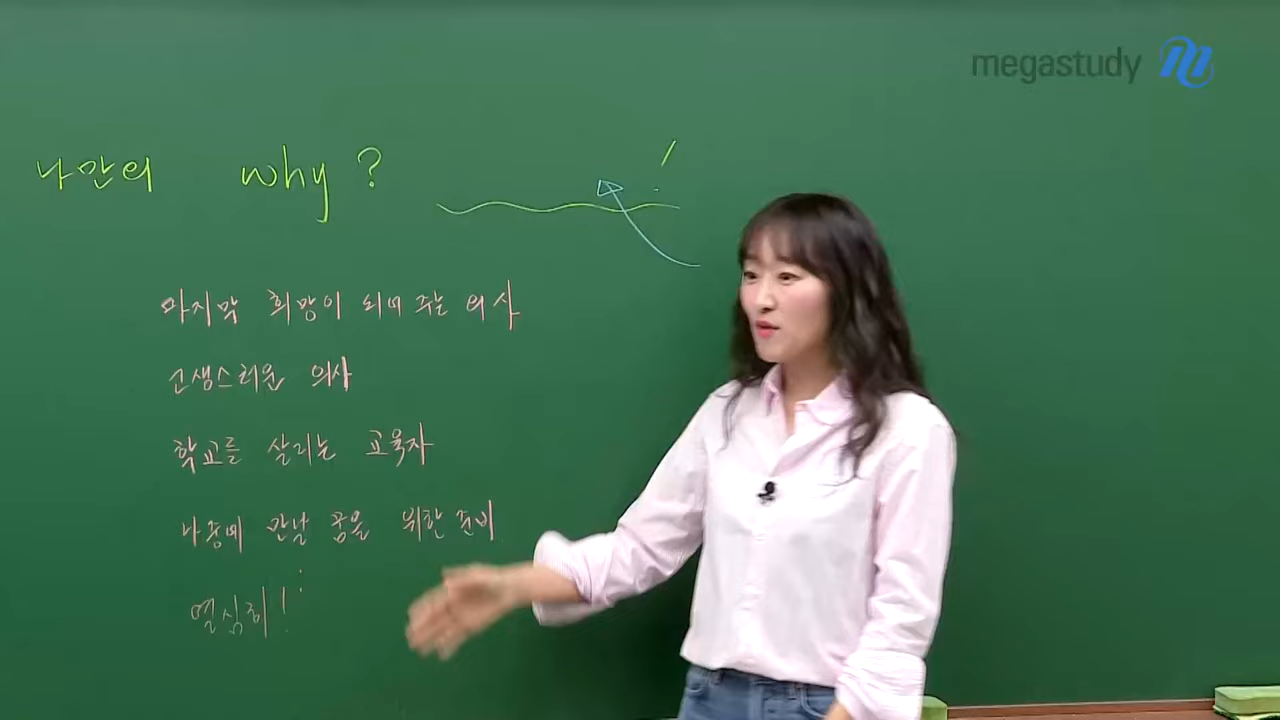 megastudy
나만의 why?
!
마지막 희망이 되어 주는 의사
고생스러운 의사
학교를 살리는 교육자
나중에 만날 꿈을 위한 준비
열심히!